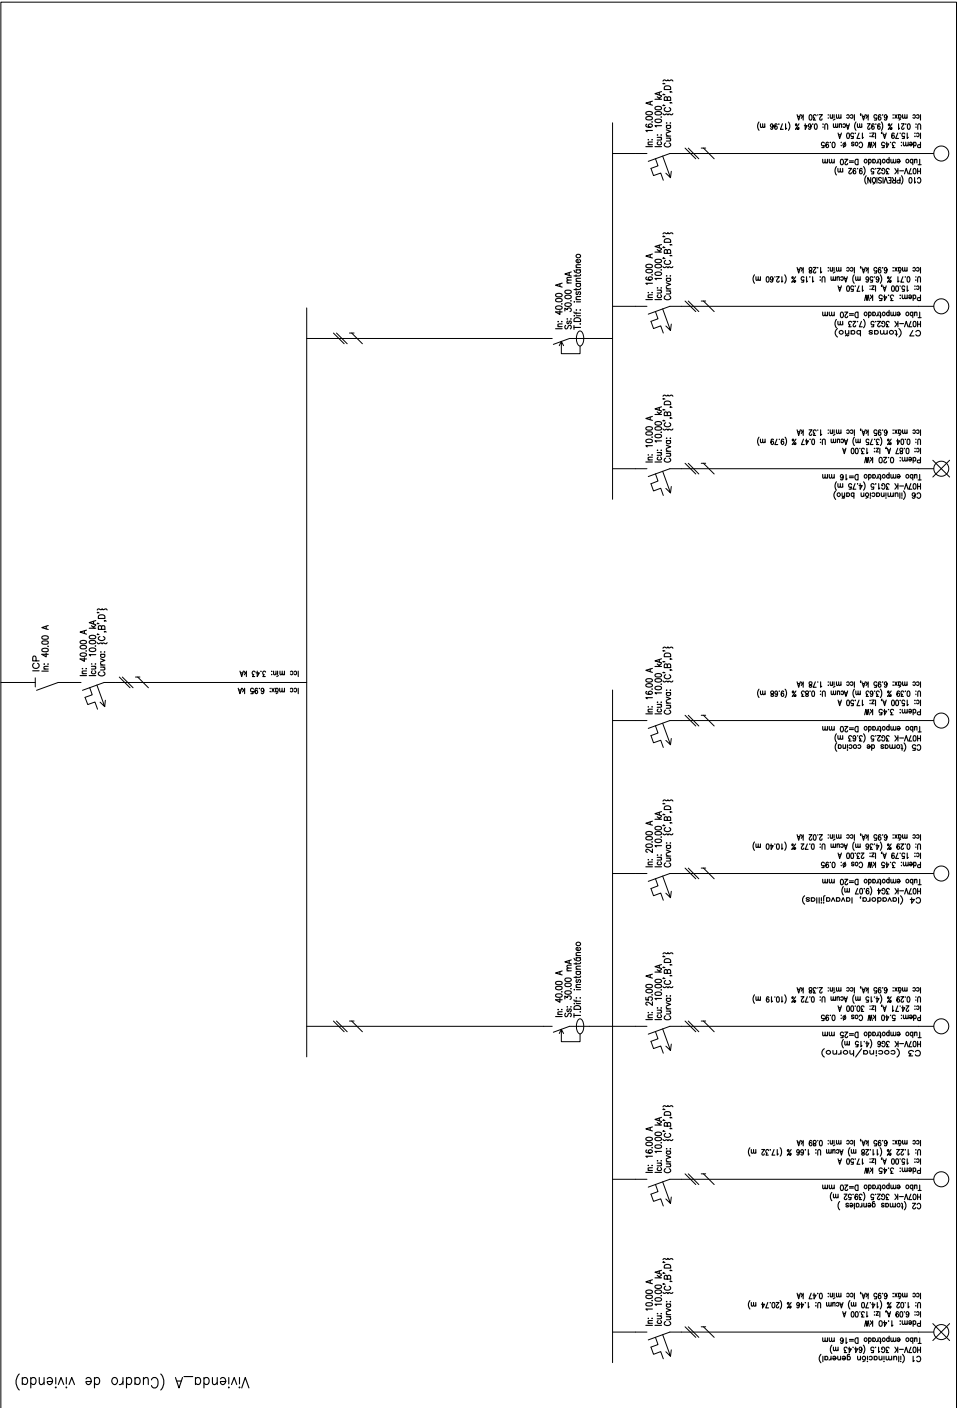 Vivienda_A (Cuadro de vivienda)
ICP
In: 40.00 A
In: 40.00 A
Icu: 10.00 kA
Curva: {C',B',D'}
Icc máx: 6.95 kA
Icc mín: 3.43 kA
In: 40.00 A
Ss: 30.00 mA
T.Dif: instantáneo
In: 10.00 A
Icu: 10.00 kA
Curva: {C',B',D'}
C1 (iluminación general)
H07V-K 3G1.5 (64.43 m)
Tubo empotrado D=16 mm
Pdem: 1.40 kW
Ic: 6.09 A, Iz: 13.00 A
U: 1.02 % (14.70 m) Acum U: 1.46 % (20.74 m)
Icc máx: 6.95 kA, Icc mín: 0.47 kA
In: 16.00 A
Icu: 10.00 kA
Curva: {C',B',D'}
C2 (tomas genrales )
H07V-K 3G2.5 (39.52 m)
Tubo empotrado D=20 mm
Pdem: 3.45 kW
Ic: 15.00 A, Iz: 17.50 A
U: 1.22 % (11.28 m) Acum U: 1.66 % (17.32 m)
Icc máx: 6.95 kA, Icc mín: 0.89 kA
In: 25.00 A
Icu: 10.00 kA
Curva: {C',B',D'}
C3 (cocina/horno)
H07V-K 3G6 (4.15 m)
Tubo empotrado D=25 mm
Pdem: 5.40 kW Cos ø: 0.95
Ic: 24.71 A, Iz: 30.00 A
U: 0.29 % (4.15 m) Acum U: 0.72 % (10.19 m)
Icc máx: 6.95 kA, Icc mín: 2.38 kA
In: 20.00 A
Icu: 10.00 kA
Curva: {C',B',D'}
C4 (lavadora, lavavajillas)
H07V-K 3G4 (9.07 m)
Tubo empotrado D=20 mm
Pdem: 3.45 kW Cos ø: 0.95
Ic: 15.79 A, Iz: 23.00 A
U: 0.29 % (4.36 m) Acum U: 0.72 % (10.40 m)
Icc máx: 6.95 kA, Icc mín: 2.02 kA
In: 16.00 A
Icu: 10.00 kA
Curva: {C',B',D'}
C5 (tomas de cocina)
H07V-K 3G2.5 (3.63 m)
Tubo empotrado D=20 mm
Pdem: 3.45 kW
Ic: 15.00 A, Iz: 17.50 A
U: 0.39 % (3.63 m) Acum U: 0.83 % (9.68 m)
Icc máx: 6.95 kA, Icc mín: 1.78 kA
In: 40.00 A
Ss: 30.00 mA
T.Dif: instantáneo
In: 10.00 A
Icu: 10.00 kA
Curva: {C',B',D'}
C6 (iluminación baño)
H07V-K 3G1.5 (4.75 m)
Tubo empotrado D=16 mm
Pdem: 0.20 kW
Ic: 0.87 A, Iz: 13.00 A
U: 0.04 % (3.75 m) Acum U: 0.47 % (9.79 m)
Icc máx: 6.95 kA, Icc mín: 1.32 kA
In: 16.00 A
Icu: 10.00 kA
Curva: {C',B',D'}
C7 (tomas baño)
H07V-K 3G2.5 (7.23 m)
Tubo empotrado D=20 mm
Pdem: 3.45 kW
Ic: 15.00 A, Iz: 17.50 A
U: 0.71 % (6.56 m) Acum U: 1.15 % (12.60 m)
Icc máx: 6.95 kA, Icc mín: 1.28 kA
In: 16.00 A
Icu: 10.00 kA
Curva: {C',B',D'}
C10 (PREVISIÓN)
H07V-K 3G2.5 (9.92 m)
Tubo empotrado D=20 mm
Pdem: 3.45 kW Cos ø: 0.95
Ic: 15.79 A, Iz: 17.50 A
U: 0.21 % (9.92 m) Acum U: 0.64 % (17.96 m)
Icc máx: 6.95 kA, Icc mín: 2.30 kA